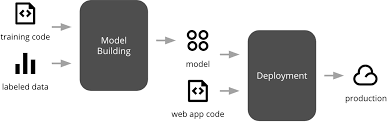 training code
labeled data
Model
Building
model
web app code
Deployment
production